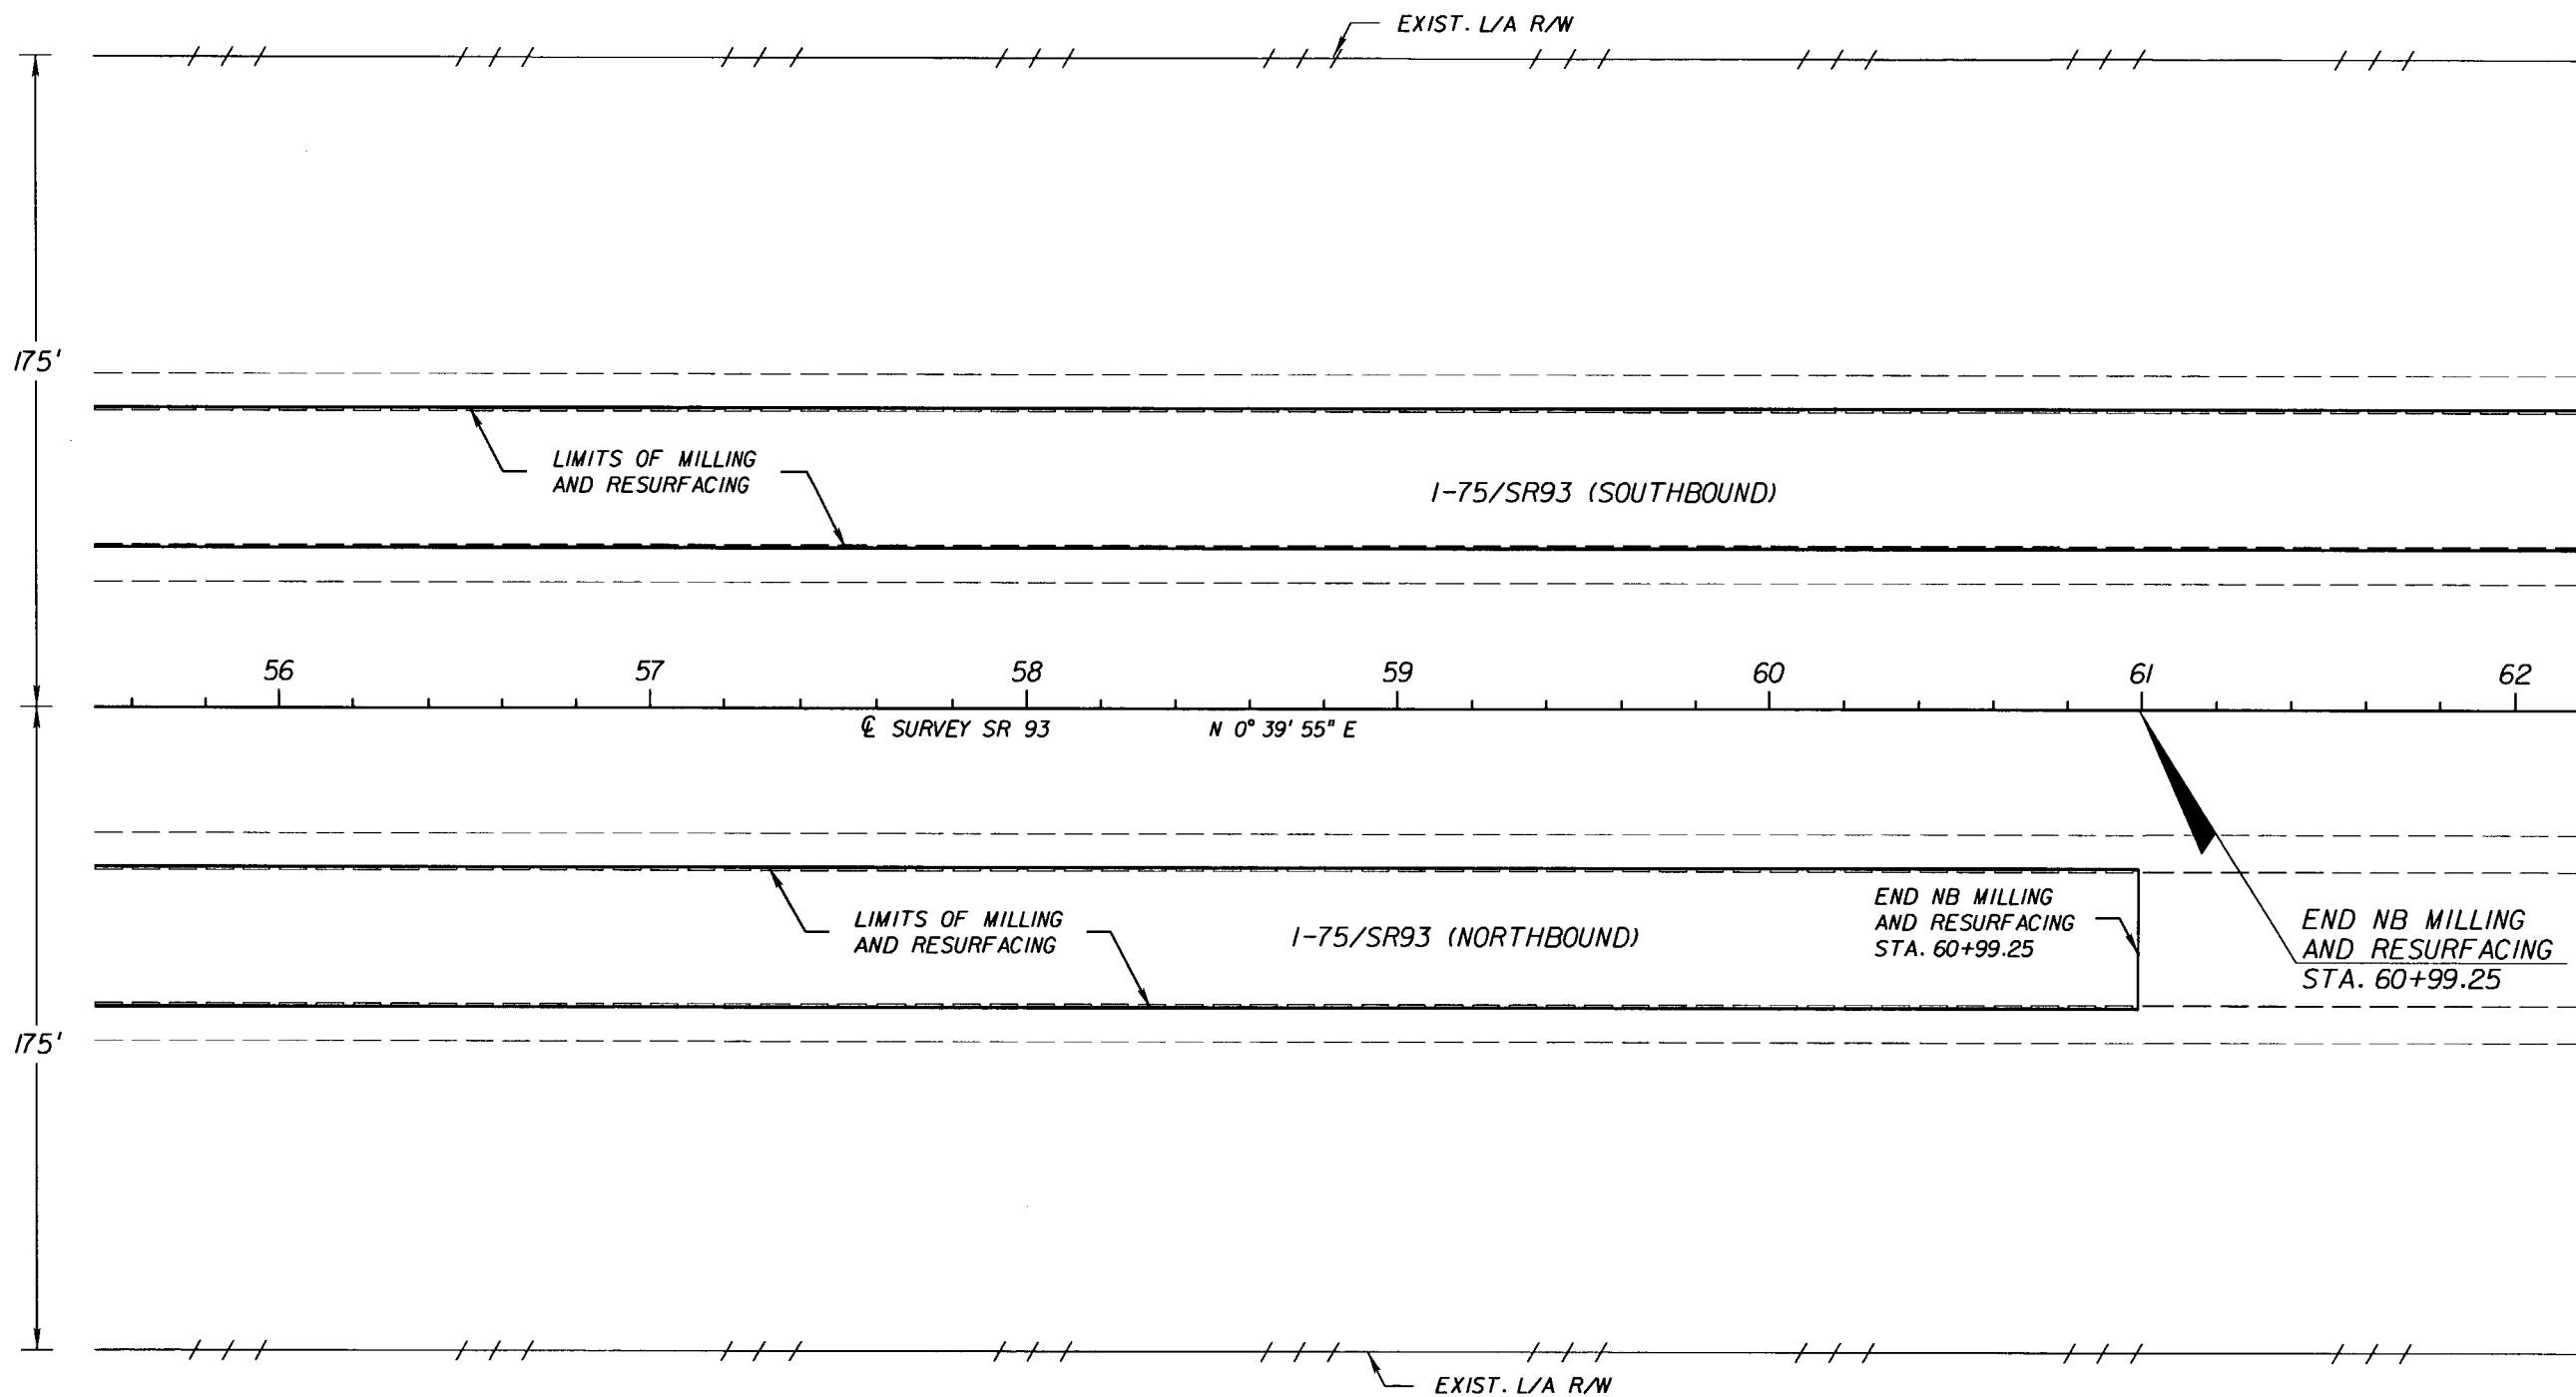 EXIST. L/A R/W
175'
LIMITS OF MILLING
AND RESURFACING
I-75/SR93 (SOUTHBOUND)
56 57 58 59 60 61 62
℄ SURVEY SR 93 N 0° 39' 55" E
LIMITS OF MILLING
AND RESURFACING
I-75/SR93 (NORTHBOUND)
END NB MILLING
AND RESURFACING
STA. 60+99.25
END NB MILLING
AND RESURFACING
STA. 60+99.25
175'
EXIST. L/A R/W